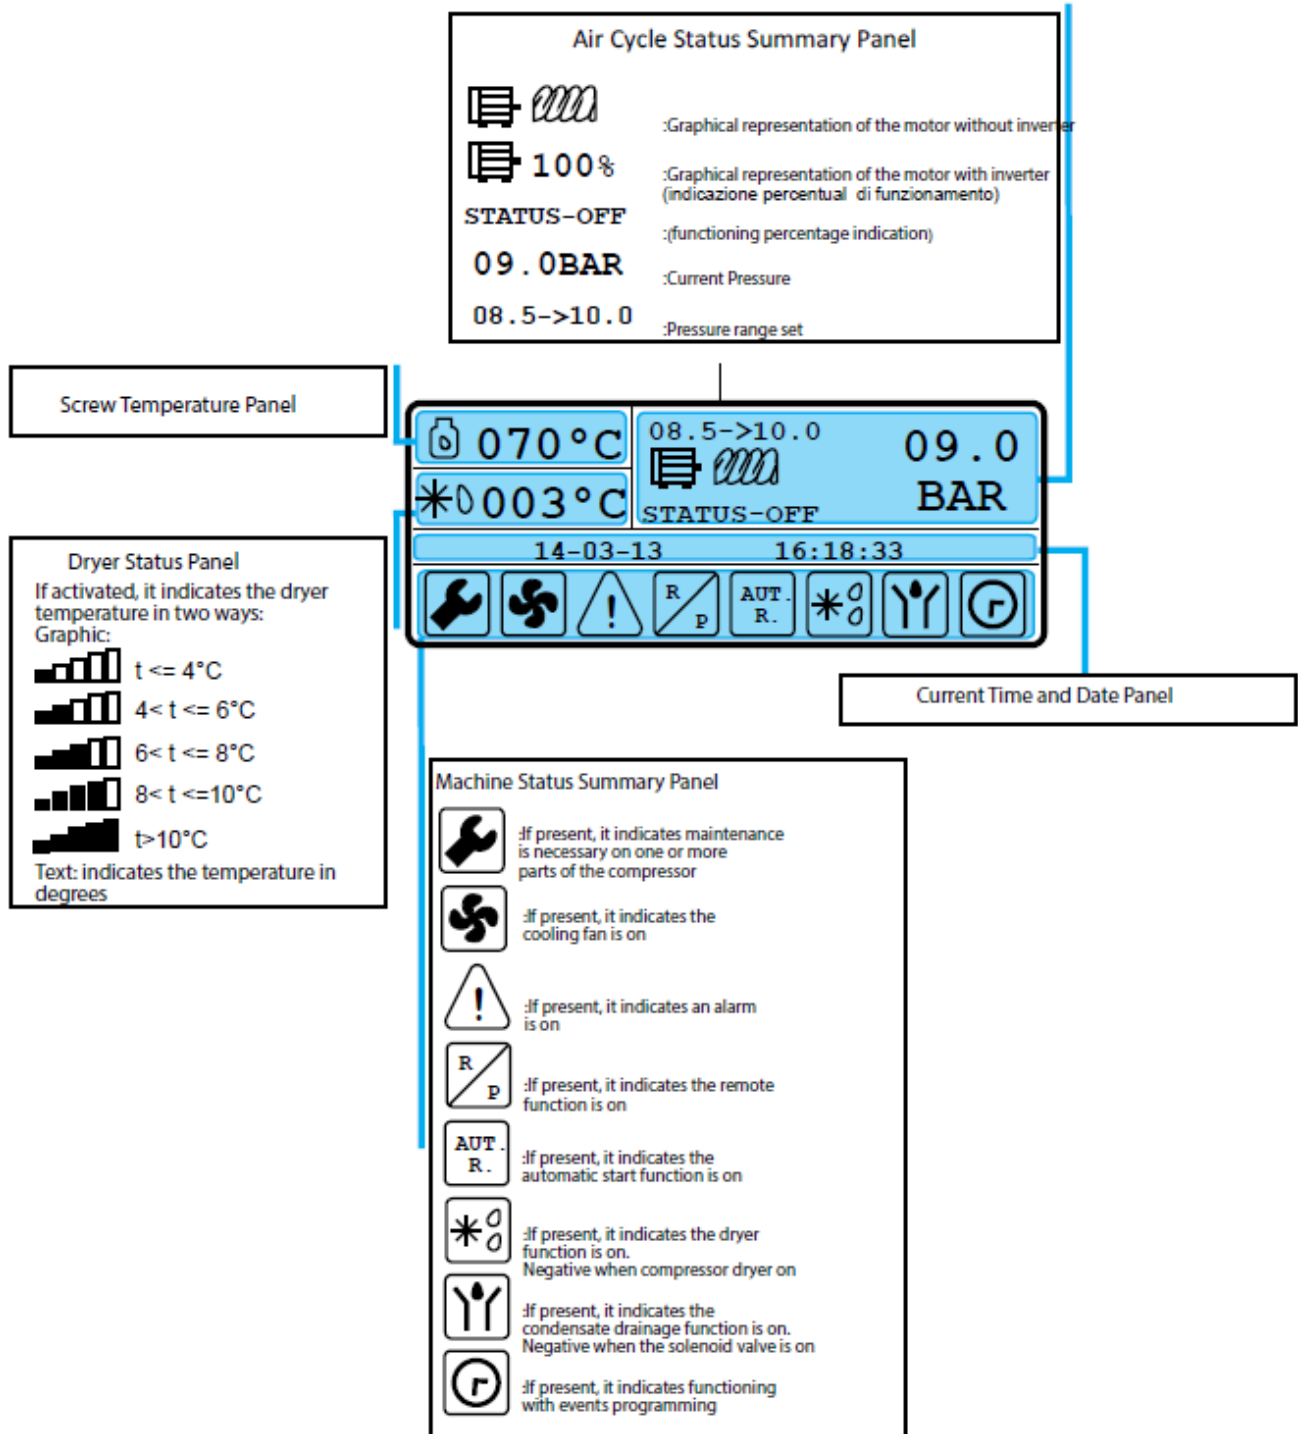 Air Cycle Status Summary Panel
:Graphical representation of the motor without inverter
100%
:Graphical representation of the motor with inverter
(indicazione percentual di funzionamento)
STATUS-OFF
:(functioning percentage indication)
09.0BAR
:Current Pressure
08.5->10.0
:Pressure range set
Screw Temperature Panel
070°C
003°C
08.5->10.0
STATUS-OFF
09.0
BAR
14-03-13 16:18:33
R
P
AUT.
R.
Dryer Status Panel
If activated, it indicates the dryer
temperature in two ways:
Graphic:
t <= 4°C
4< t <= 6°C
6< t <= 8°C
8< t <=10°C
t>10°C
Text: indicates the temperature in
degrees
Current Time and Date Panel
Machine Status Summary Panel
:If present, it indicates maintenance
is necessary on one or more
parts of the compressor
:If present, it indicates the
cooling fan is on
!
:If present, it indicates an alarm
is on
R
P
:If present, it indicates the remote
function is on
AUT.
R.
:If present, it indicates the
automatic start function is on
:If present, it indicates the dryer
function is on.
Negative when compressor dryer on
:If present, it indicates the
condensate drainage function is on.
Negative when the solenoid valve is on
:If present, it indicates functioning
with events programming